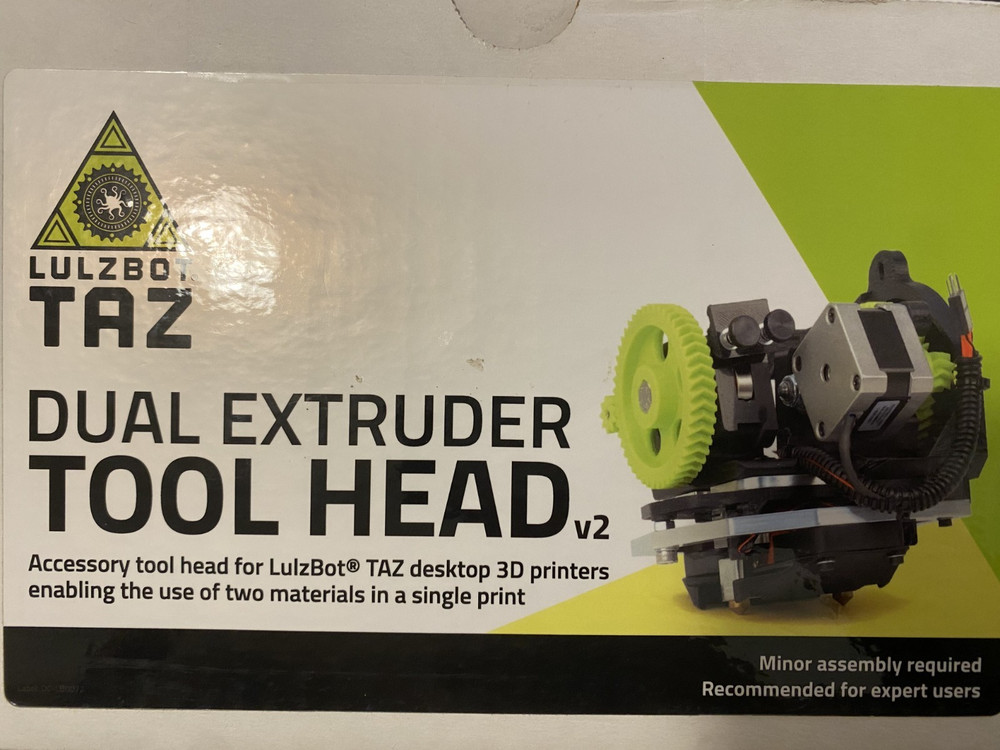 LULZBOT
TAZ
DUAL EXTRUDER
TOOL HEAD v2
Accessory tool head for LulzBot® TAZ desktop 3D printers
enabling the use of two materials in a single print
Minor assembly required
Recommended for expert users